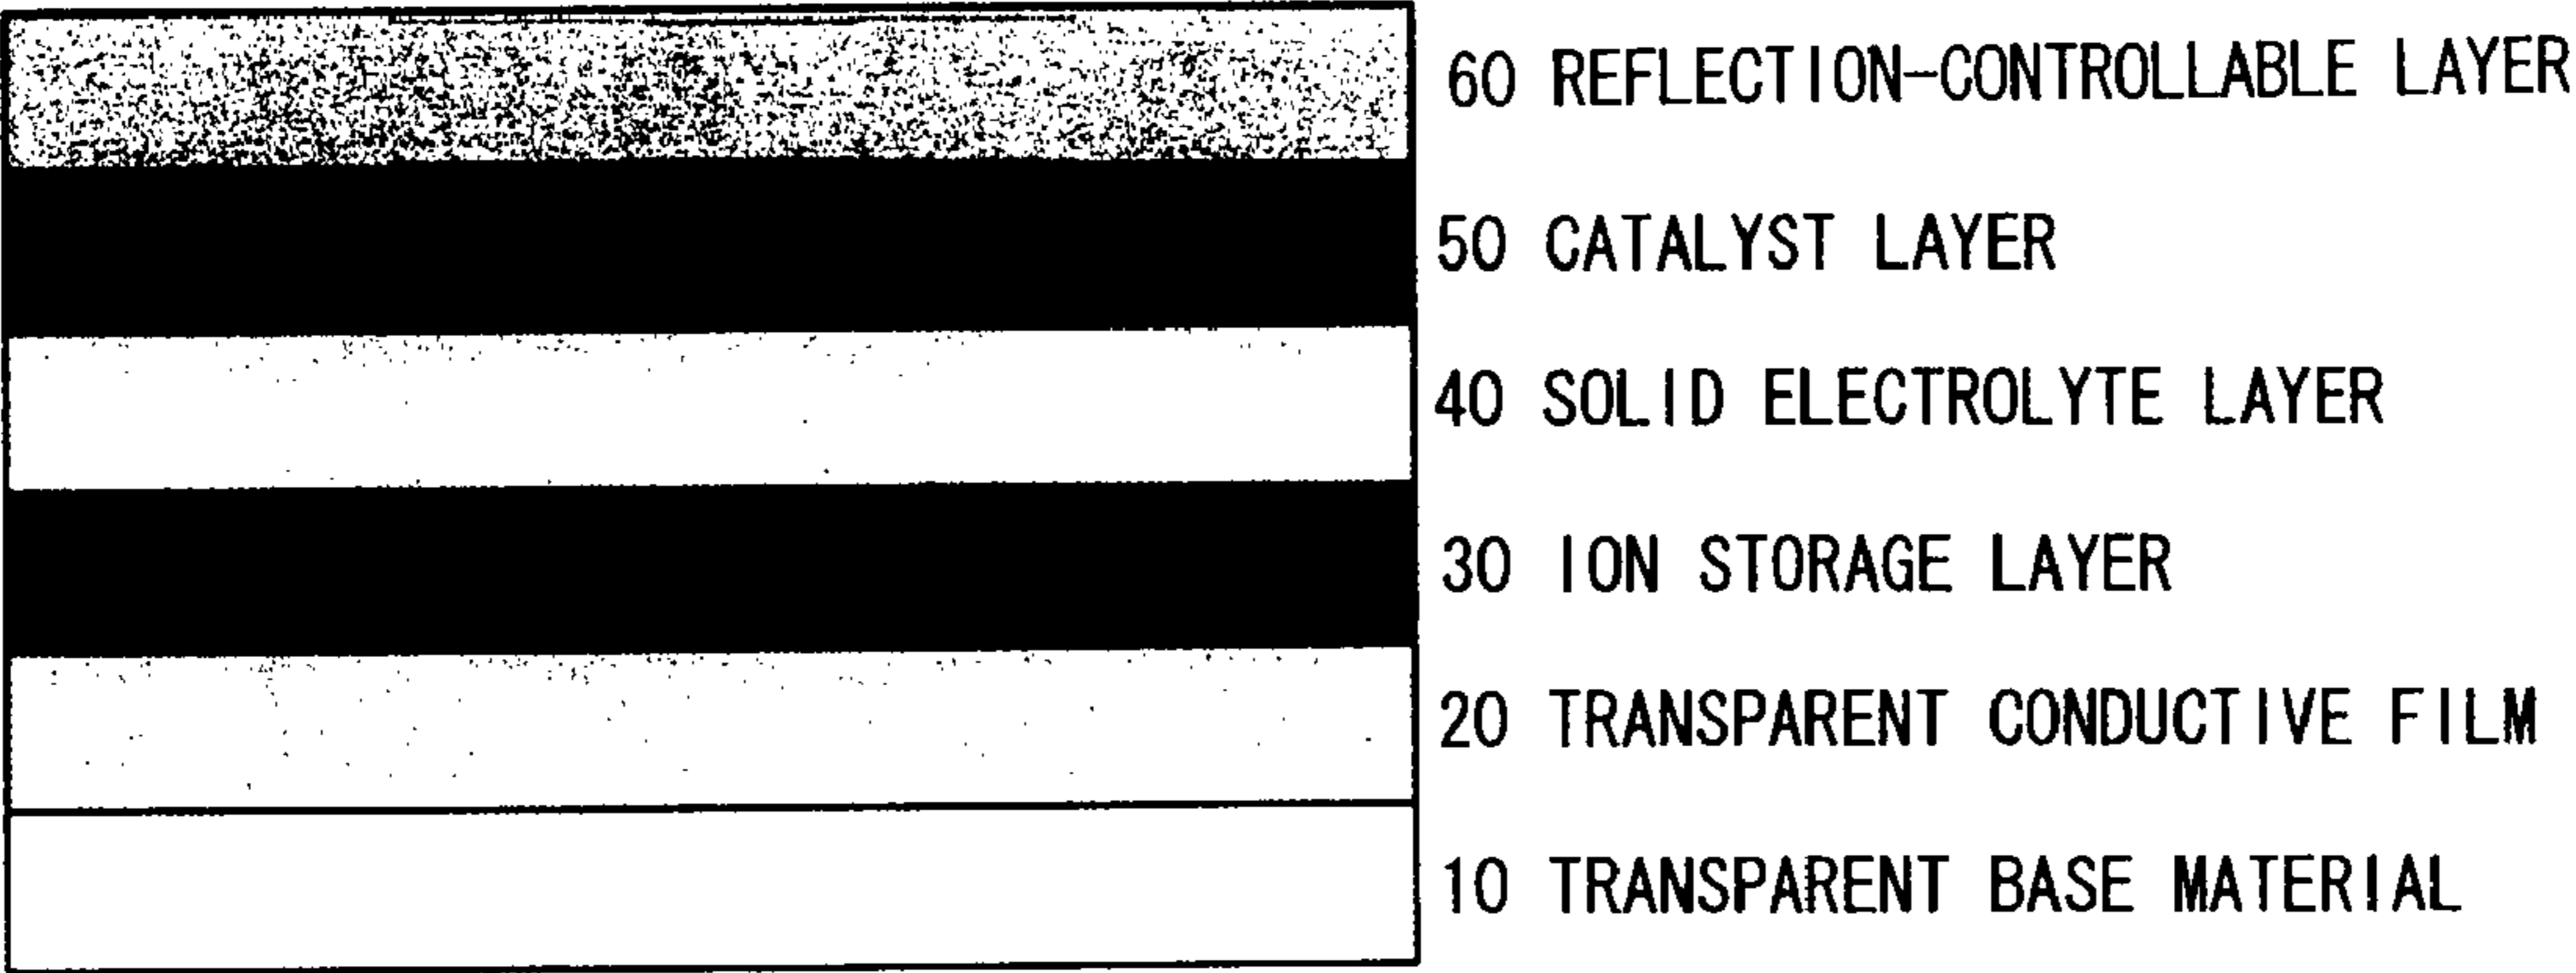 60 REFLECTION-CONTROLLABLE LAYER
50 CATALYST LAYER
40 SOLID ELECTROLYTE LAYER
30 ION STORAGE LAYER
20 TRANSPARENT CONDUCTIVE FILM
10 TRANSPARENT BASE MATERIAL